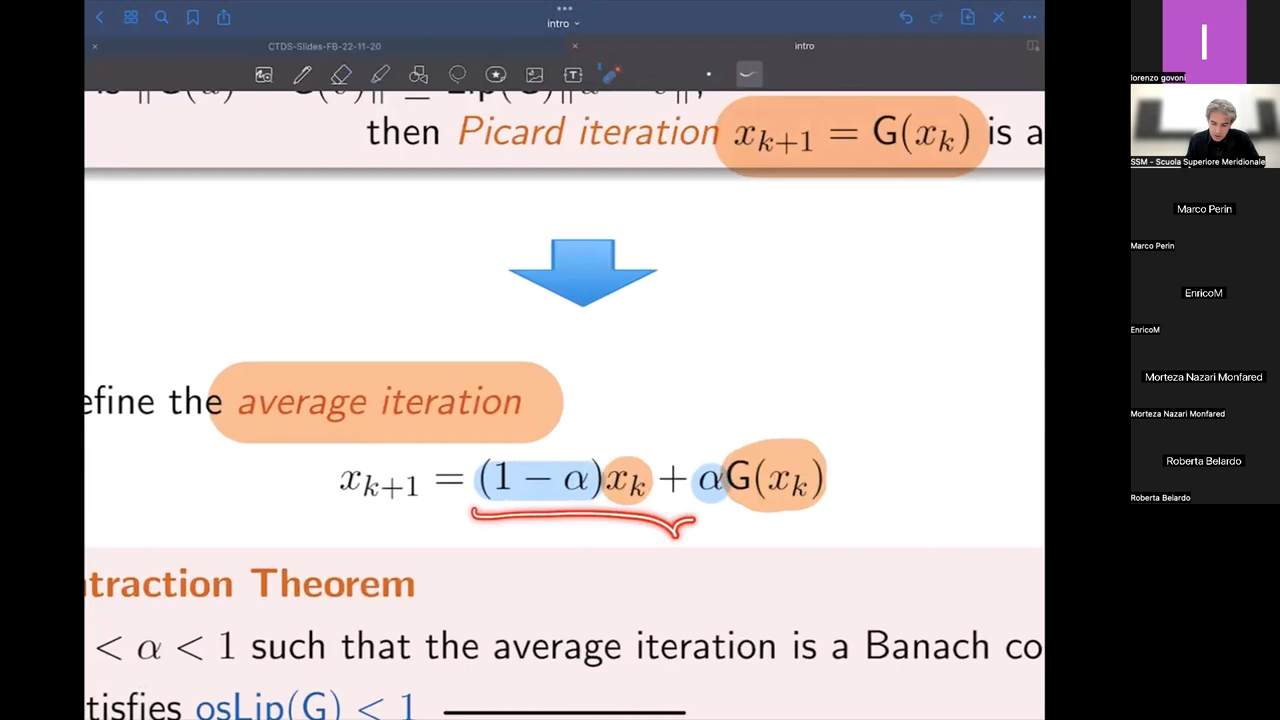 intro
CTDS-Slides-FB-22-11-20
intro
then Picard iteration x_{k+1} = G(x_k) is a
efine the average iteration
x_{k+1} = (1 − α)x_k + αG(x_k)
ntraction Theorem
< α < 1 such that the average iteration is a Banach co
tisfies osLip(G) < 1
I
lorenzo govoni
SSM - Scuola Superiore Meridionale
Marco Perin
Marco Perin
EnricoM
EnricoM
Morteza Nazari Monfared
Morteza Nazari Monfared
Roberta Belardo
Roberta Belardo